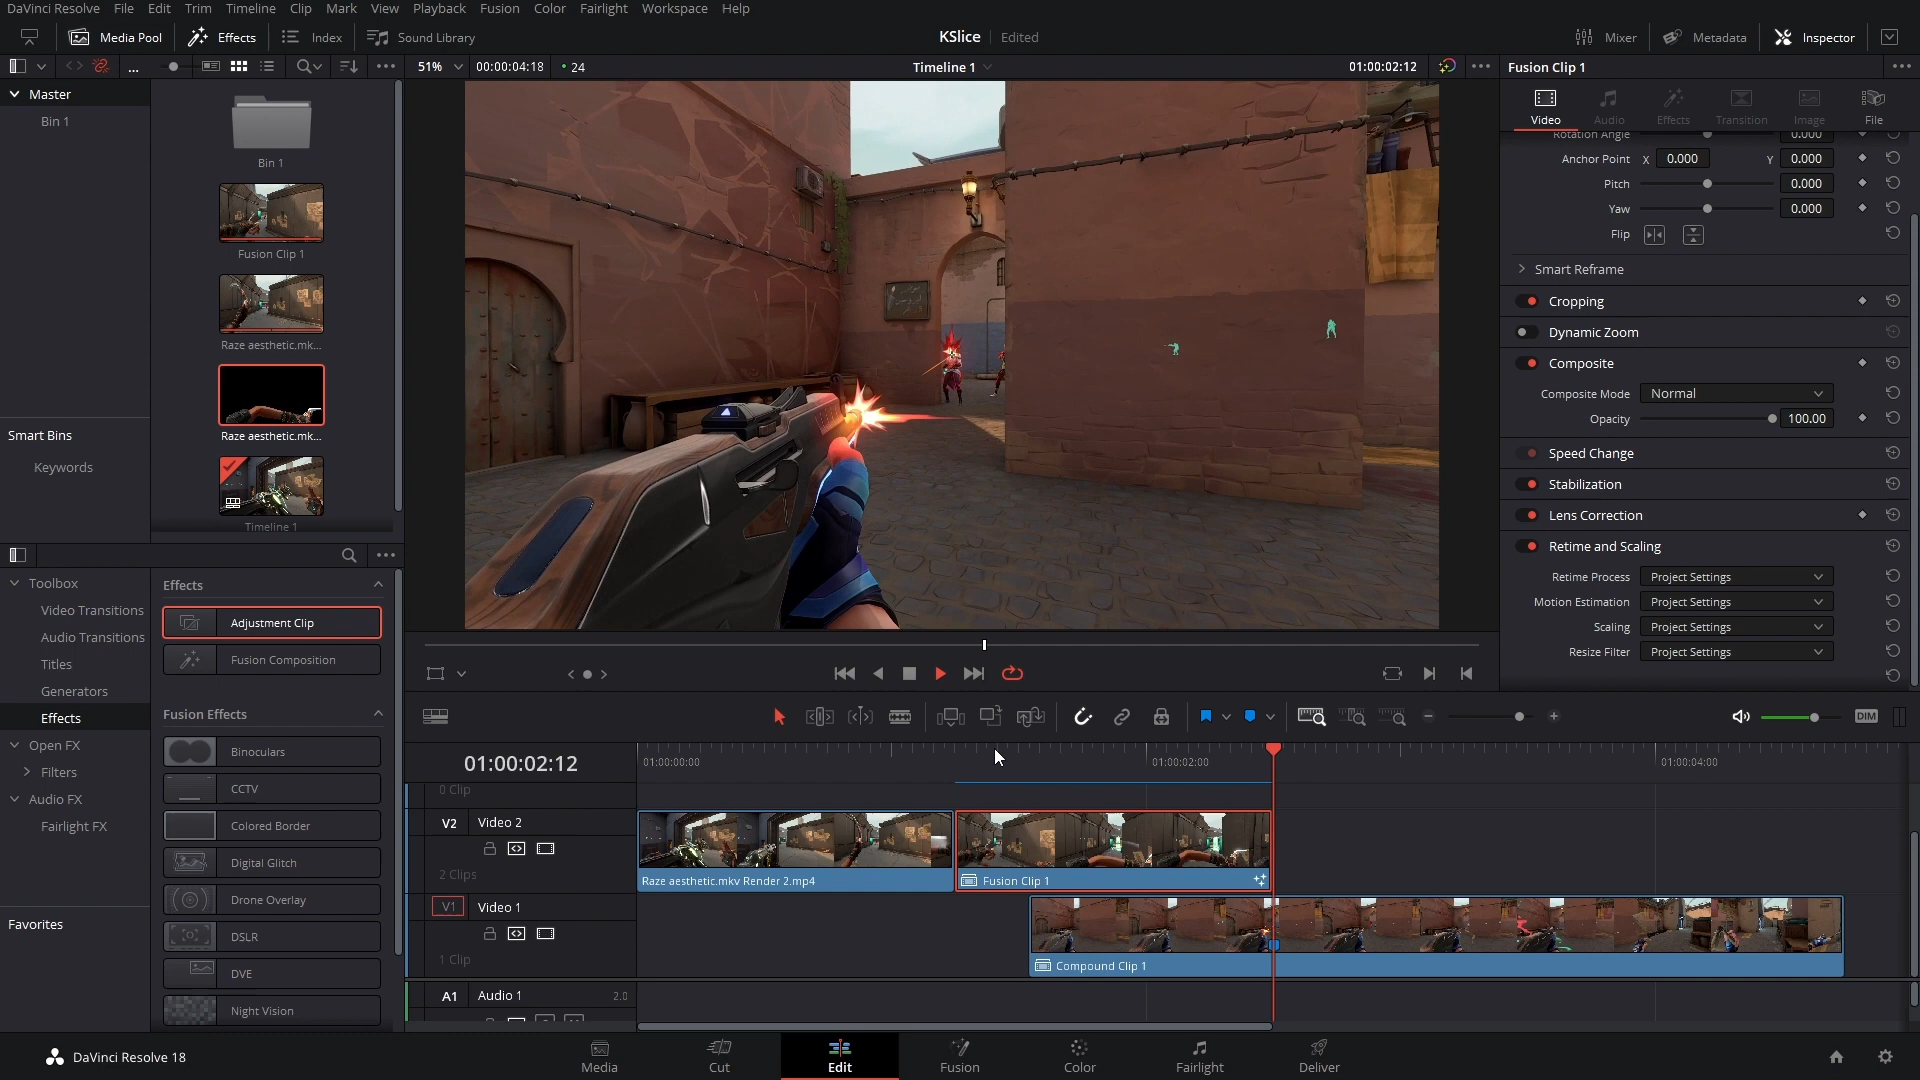 DaVinci Resolve File Edit Trim Timeline Clip Mark View Playback Fusion Color Fairlight Workspace Help
Media Pool Effects Index Sound Library KSlice Edited Mixer Metadata Inspector
... 51% 00:00:04:18 24 Timeline 1 01:00:02:12 Fusion Clip 1
Master
Bin 1
Bin 1
Fusion Clip 1
Raze aesthetic.mk...
Raze aesthetic.mk...
Timeline 1
Smart Bins
Keywords
Video Audio Effects Transition Image File
Rotation Angle 0.000
Anchor Point X 0.000 Y 0.000
Pitch 0.000
Yaw 0.000
Flip
Smart Reframe
Cropping
Dynamic Zoom
Composite
Composite Mode Normal
Opacity 100.00
Speed Change
Stabilization
Lens Correction
Retime and Scaling
Retime Process Project Settings
Motion Estimation Project Settings
Scaling Project Settings
Resize Filter Project Settings
Toolbox
Video Transitions
Audio Transitions
Titles
Generators
Effects
Open FX
Filters
Audio FX
Fairlight FX
Favorites
Effects
Adjustment Clip
Fusion Composition
Fusion Effects
Binoculars
CCTV
Colored Border
Digital Glitch
Drone Overlay
DSLR
DVE
Night Vision
DIM
01:00:02:12 01:00:00:00 01:00:02:00 01:00:04:00
0 Clip
V2 Video 2
2 Clips
Raze aesthetic.mkv Render 2.mp4 Fusion Clip 1
V1 Video 1
1 Clip
Compound Clip 1
A1 Audio 1 2.0
DaVinci Resolve 18
Media Cut Edit Fusion Color Fairlight Deliver